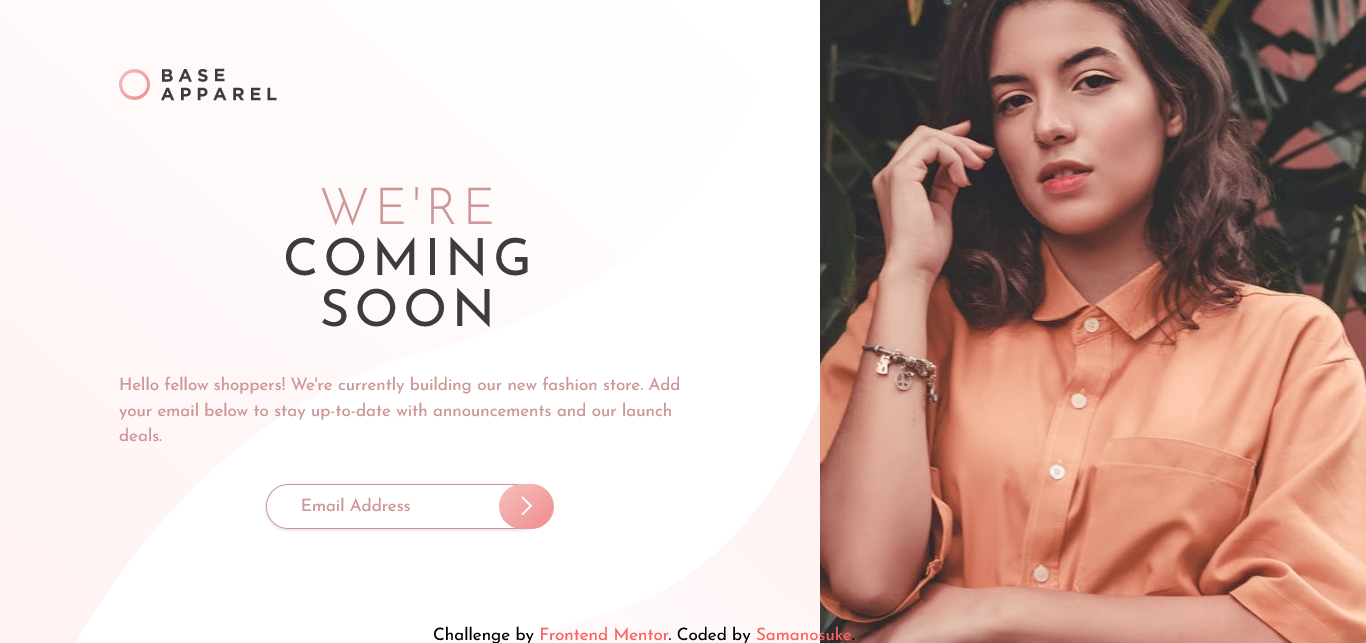 BASE
APPAREL
WE'RE
COMING
SOON
Hello fellow shoppers! We're currently building our new fashion store. Add
your email below to stay up-to-date with announcements and our launch
deals.
Email Address
Challenge by Frontend Mentor. Coded by Samanosuke.